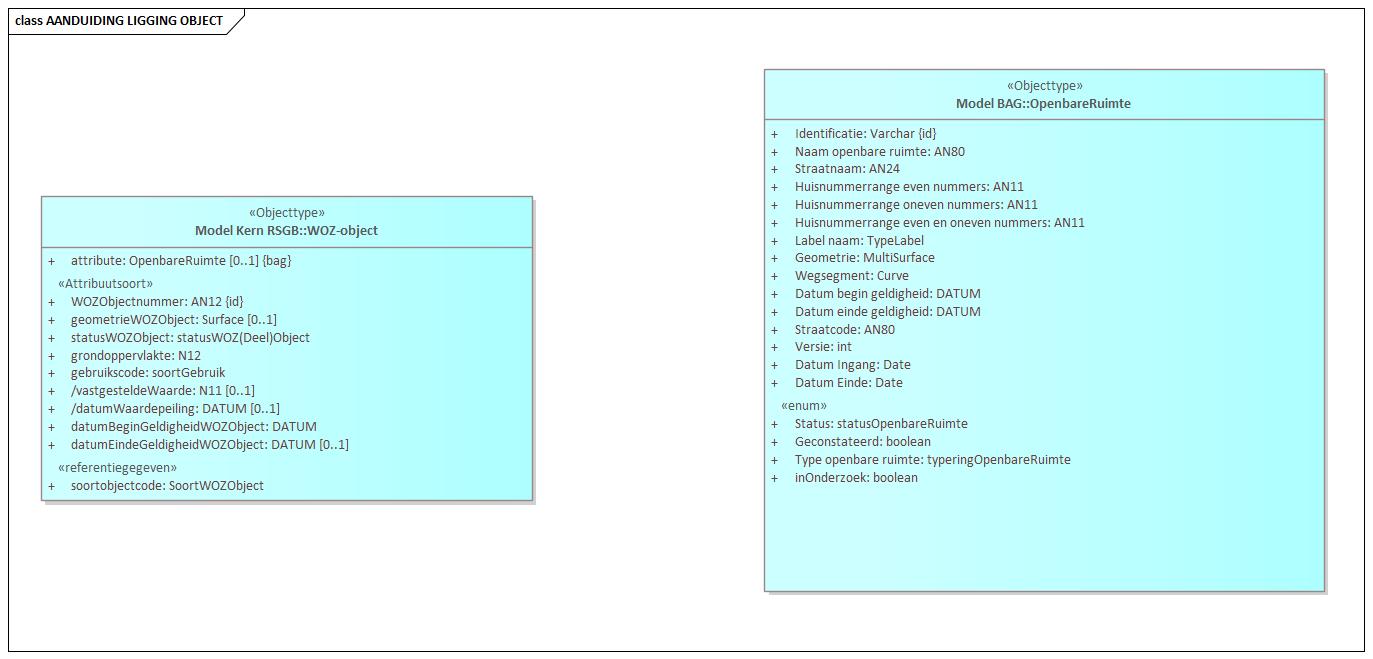 class AANDUIDING LIGGING OBJECT
«Objecttype»
Model Kern RSGB::WOZ-object
+ attribute: OpenbareRuimte [0..1] {bag}
«Attribuutsoort»
+ WOZObjectnummer: AN12 {id}
+ geometrieWOZObject: Surface [0..1]
+ statusWOZObject: statusWOZ(Deel)Object
+ grondoppervlakte: N12
+ gebruikscode: soortGebruik
+ /vastgesteldeWaarde: N11 [0..1]
+ /datumWaardepeiling: DATUM [0..1]
+ datumBeginGeldigheidWOZObject: DATUM
+ datumEindeGeldigheidWOZObject: DATUM [0..1]
«referentiegegeven»
+ soortobjectcode: SoortWOZObject
«Objecttype»
Model BAG::OpenbareRuimte
+ Identificatie: Varchar {id}
+ Naam openbare ruimte: AN80
+ Straatnaam: AN24
+ Huisnummerrange even nummers: AN11
+ Huisnummerrange oneven nummers: AN11
+ Huisnummerrange even en oneven nummers: AN11
+ Label naam: TypeLabel
+ Geometrie: MultiSurface
+ Wegsegment: Curve
+ Datum begin geldigheid: DATUM
+ Datum einde geldigheid: DATUM
+ Straatcode: AN80
+ Versie: int
+ Datum Ingang: Date
+ Datum Einde: Date
«enum»
+ Status: statusOpenbareRuimte
+ Geconstateerd: boolean
+ Type openbare ruimte: typeringOpenbareRuimte
+ inOnderzoek: boolean